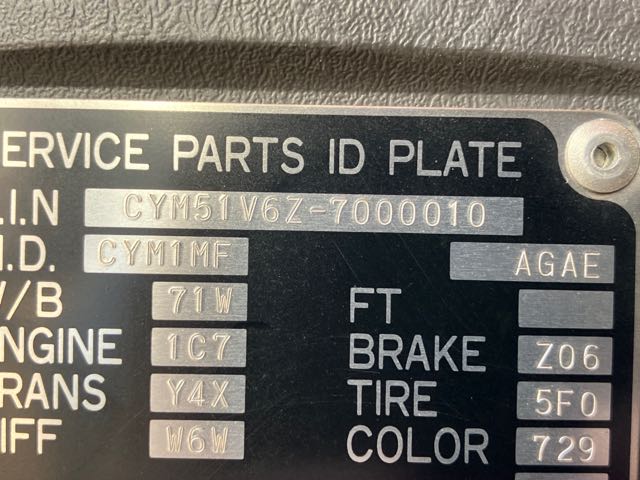 ERVICE PARTS ID PLATE
.I.N CYM51V6Z-7000010
.D. CYM1MF AGAE
/B 71W FT
NGINE 1C7 BRAKE Z06
RANS Y4X TIRE 5F0
IFF W6W COLOR 729